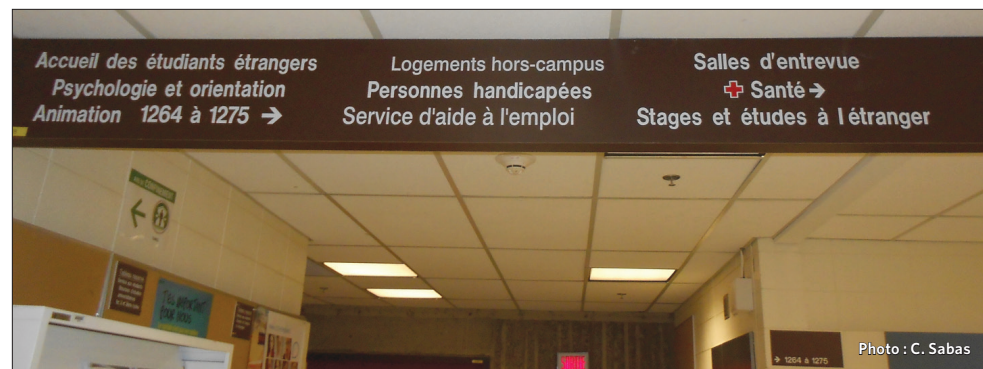 Accueil des étudiants étrangers
Psychologie et orientation
Animation 1264 à 1275 →
Logements hors-campus
Personnes handicapées
Service d'aide à l'emploi
Salles d'entrevue
Santé →
Stages et études à l étranger
→ 1264 à 1275
Photo : C. Sabas